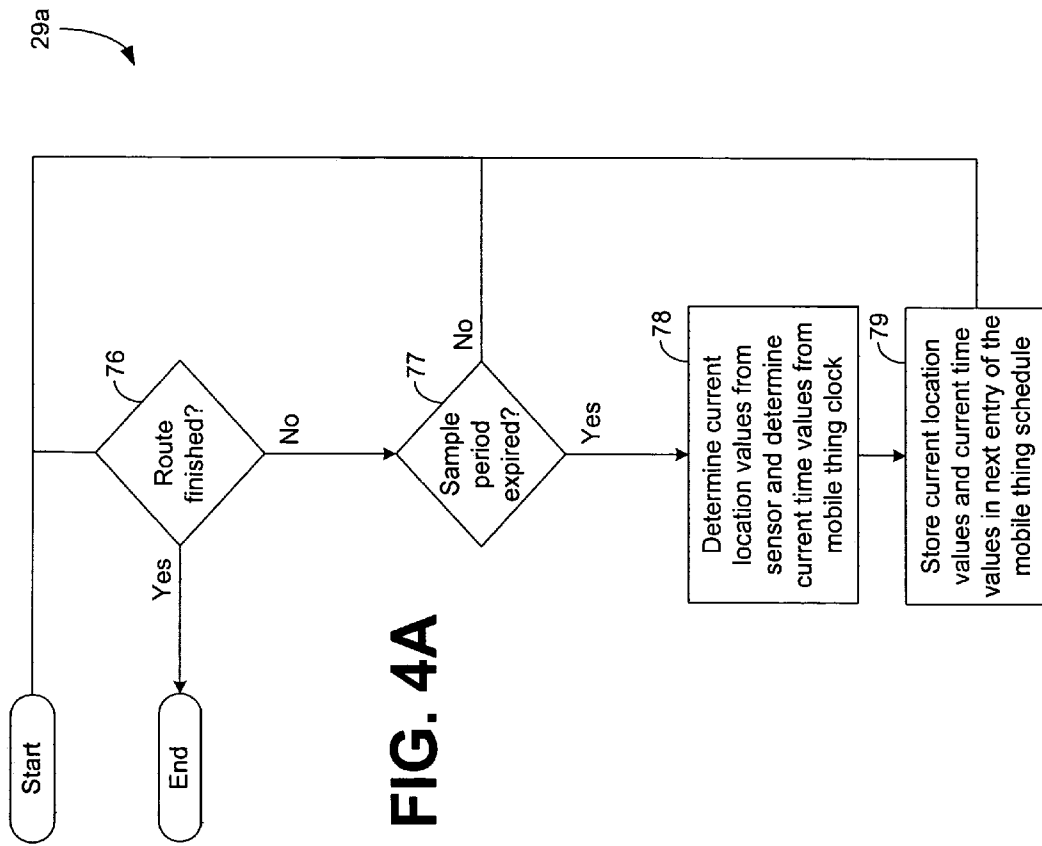 29a
Start
76
Route
finished?
Yes
End
No
77
Sample
period
expired?
No
Yes
78
Determine current
location values from
sensor and determine
current time values from
mobile thing clock
79
Store current location
values and current time
values in next entry of the
mobile thing schedule
FIG. 4A